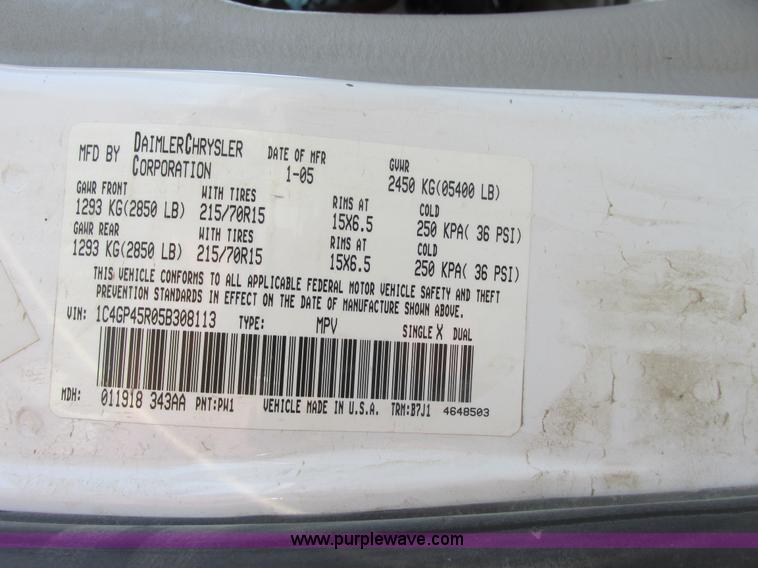 MFD BY DAIMLERCHRYSLER CORPORATION DATE OF MFR 1-05 GVWR 2450 KG(05400 LB)
GAWR FRONT WITH TIRES RIMS AT COLD
1293 KG(2850 LB) 215/70R15 15X6.5 250 KPA( 36 PSI)
GAWR REAR WITH TIRES RIMS AT COLD
1293 KG(2850 LB) 215/70R15 15X6.5 250 KPA( 36 PSI)
THIS VEHICLE CONFORMS TO ALL APPLICABLE FEDERAL MOTOR VEHICLE SAFETY AND THEFT
PREVENTION STANDARDS IN EFFECT ON THE DATE OF MANUFACTURE SHOWN ABOVE.
VIN: 1C4GP45R05B308113 TYPE: MPV SINGLE X DUAL
MDH: 011918 343AA PNT:PW1 VEHICLE MADE IN U.S.A. TRM:B7J1 4648503
www.purplewave.com